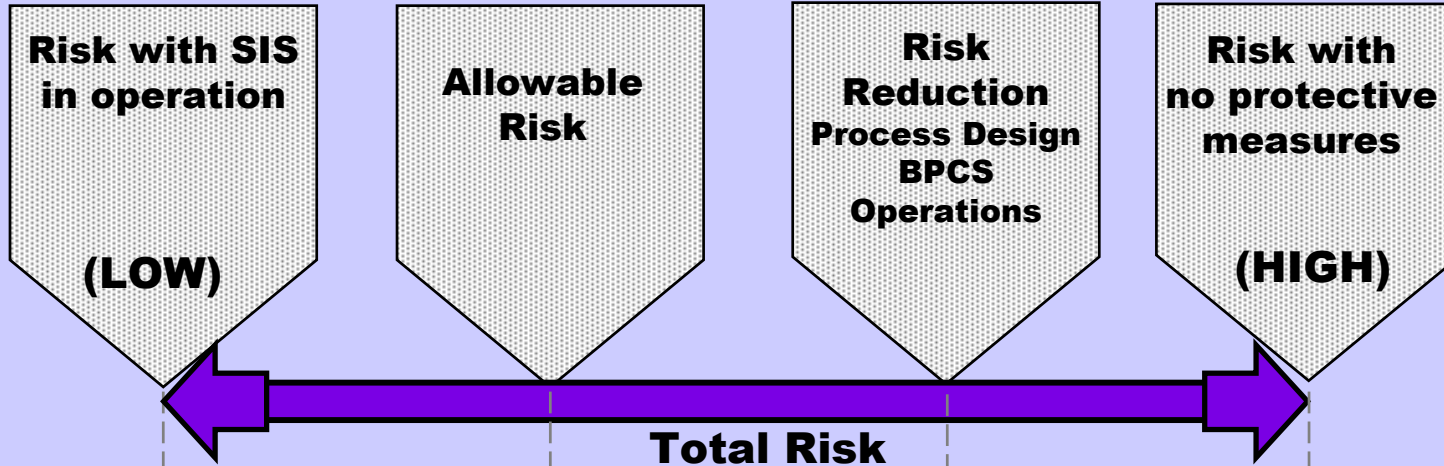 Risk with SIS
in operation
(LOW)
Allowable
Risk
Risk
Reduction
Process Design
BPCS
Operations
Risk with
no protective
measures
(HIGH)
Total Risk